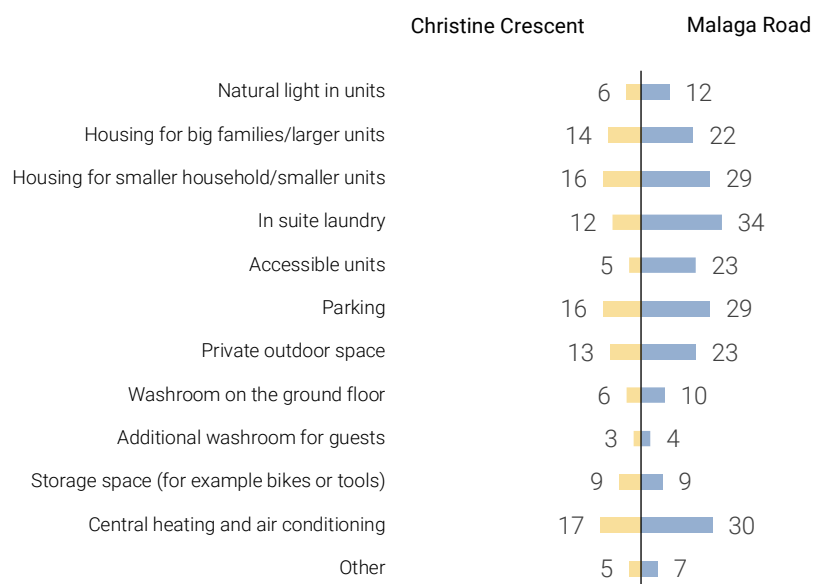 Christine Crescent Malaga Road
Natural light in units 6 12
Housing for big families/larger units 14 22
Housing for smaller household/smaller units 16 29
In suite laundry 12 34
Accessible units 5 23
Parking 16 29
Private outdoor space 13 23
Washroom on the ground floor 6 10
Additional washroom for guests 3 4
Storage space (for example bikes or tools) 9 9
Central heating and air conditioning 17 30
Other 5 7